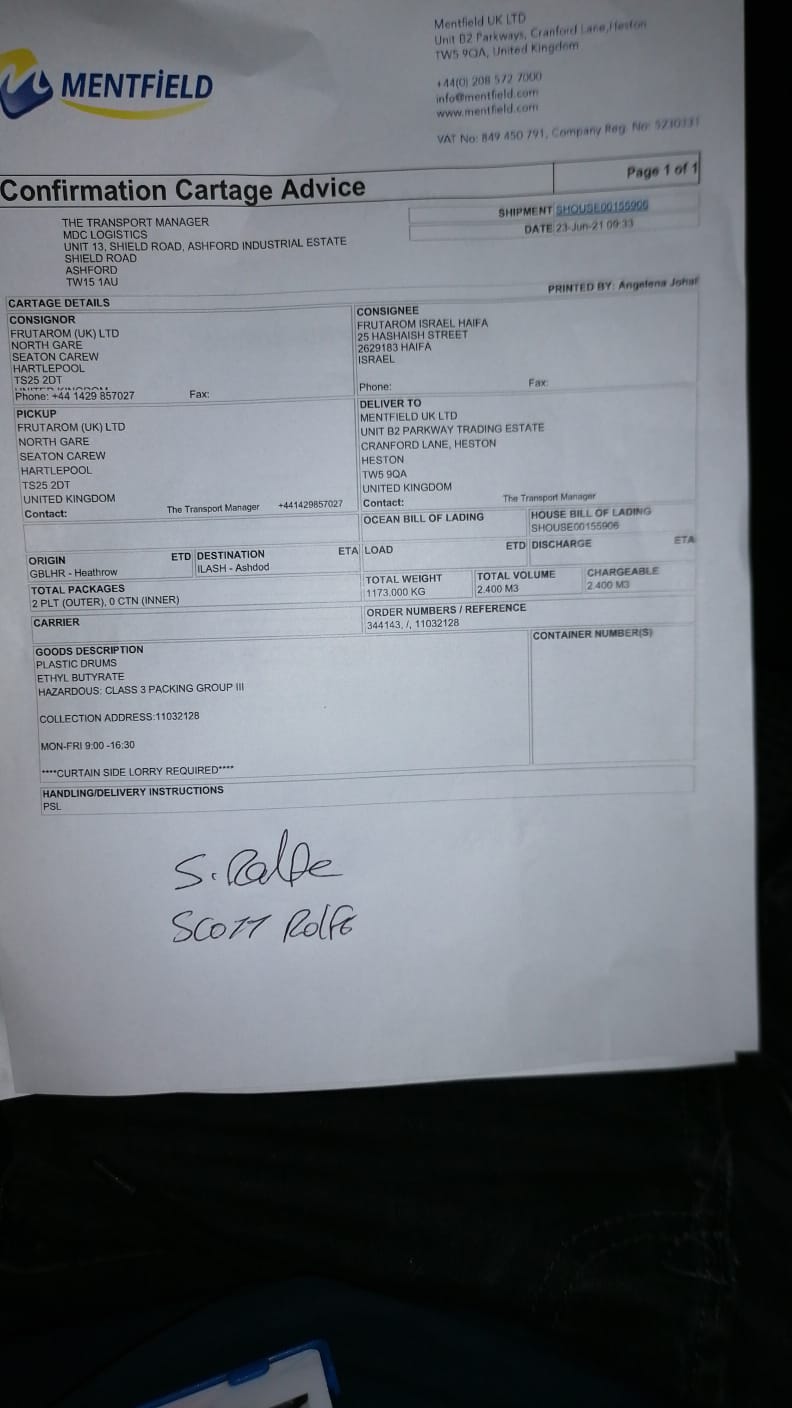 MENTFİELD
Mentfield UK LTD
Unit B2 Parkways, Cranford Lane, Heston
TW5 9QA, United Kingdom
+44(0) 208 572 7000
info@mentfield.com
www.mentfield.com
VAT No: 849 450 791, Company Reg. No: 5230331
Page 1 of 1
Confirmation Cartage Advice
SHIPMENT SHOUSE00155906
DATE 23-Jun-21 09:33
THE TRANSPORT MANAGER
MDC LOGISTICS
UNIT 13, SHIELD ROAD, ASHFORD INDUSTRIAL ESTATE
SHIELD ROAD
ASHFORD
TW15 1AU
PRINTED BY: Angelena Johal
CARTAGE DETAILS
CONSIGNOR
FRUTAROM (UK) LTD
NORTH GARE
SEATON CAREW
HARTLEPOOL
TS25 2DT
UNITED KINGDOM
Phone: +44 1429 857027 Fax:
CONSIGNEE
FRUTAROM ISRAEL HAIFA
25 HASHAISH STREET
2629183 HAIFA
ISRAEL
Phone: Fax:
PICKUP
FRUTAROM (UK) LTD
NORTH GARE
SEATON CAREW
HARTLEPOOL
TS25 2DT
UNITED KINGDOM
Contact: The Transport Manager +441429857027
DELIVER TO
MENTFIELD UK LTD
UNIT B2 PARKWAY TRADING ESTATE
CRANFORD LANE, HESTON
HESTON
TW5 9QA
UNITED KINGDOM
Contact: The Transport Manager
OCEAN BILL OF LADING
HOUSE BILL OF LADING
SHOUSE00155906
ORIGIN ETD DESTINATION ETA LOAD ETD DISCHARGE ETA
GBLHR - Heathrow ILASH - Ashdod
TOTAL PACKAGES
2 PLT (OUTER), 0 CTN (INNER)
TOTAL WEIGHT TOTAL VOLUME CHARGEABLE
1173.000 KG 2.400 M3 2.400 M3
CARRIER
ORDER NUMBERS / REFERENCE
344143, /, 11032128
GOODS DESCRIPTION
PLASTIC DRUMS
ETHYL BUTYRATE
HAZARDOUS: CLASS 3 PACKING GROUP III
COLLECTION ADDRESS:11032128
MON-FRI 9:00 -16:30
****CURTAIN SIDE LORRY REQUIRED****
CONTAINER NUMBER(S)
HANDLING/DELIVERY INSTRUCTIONS
PSL
S. Rolfe
SCOTT Rolfe